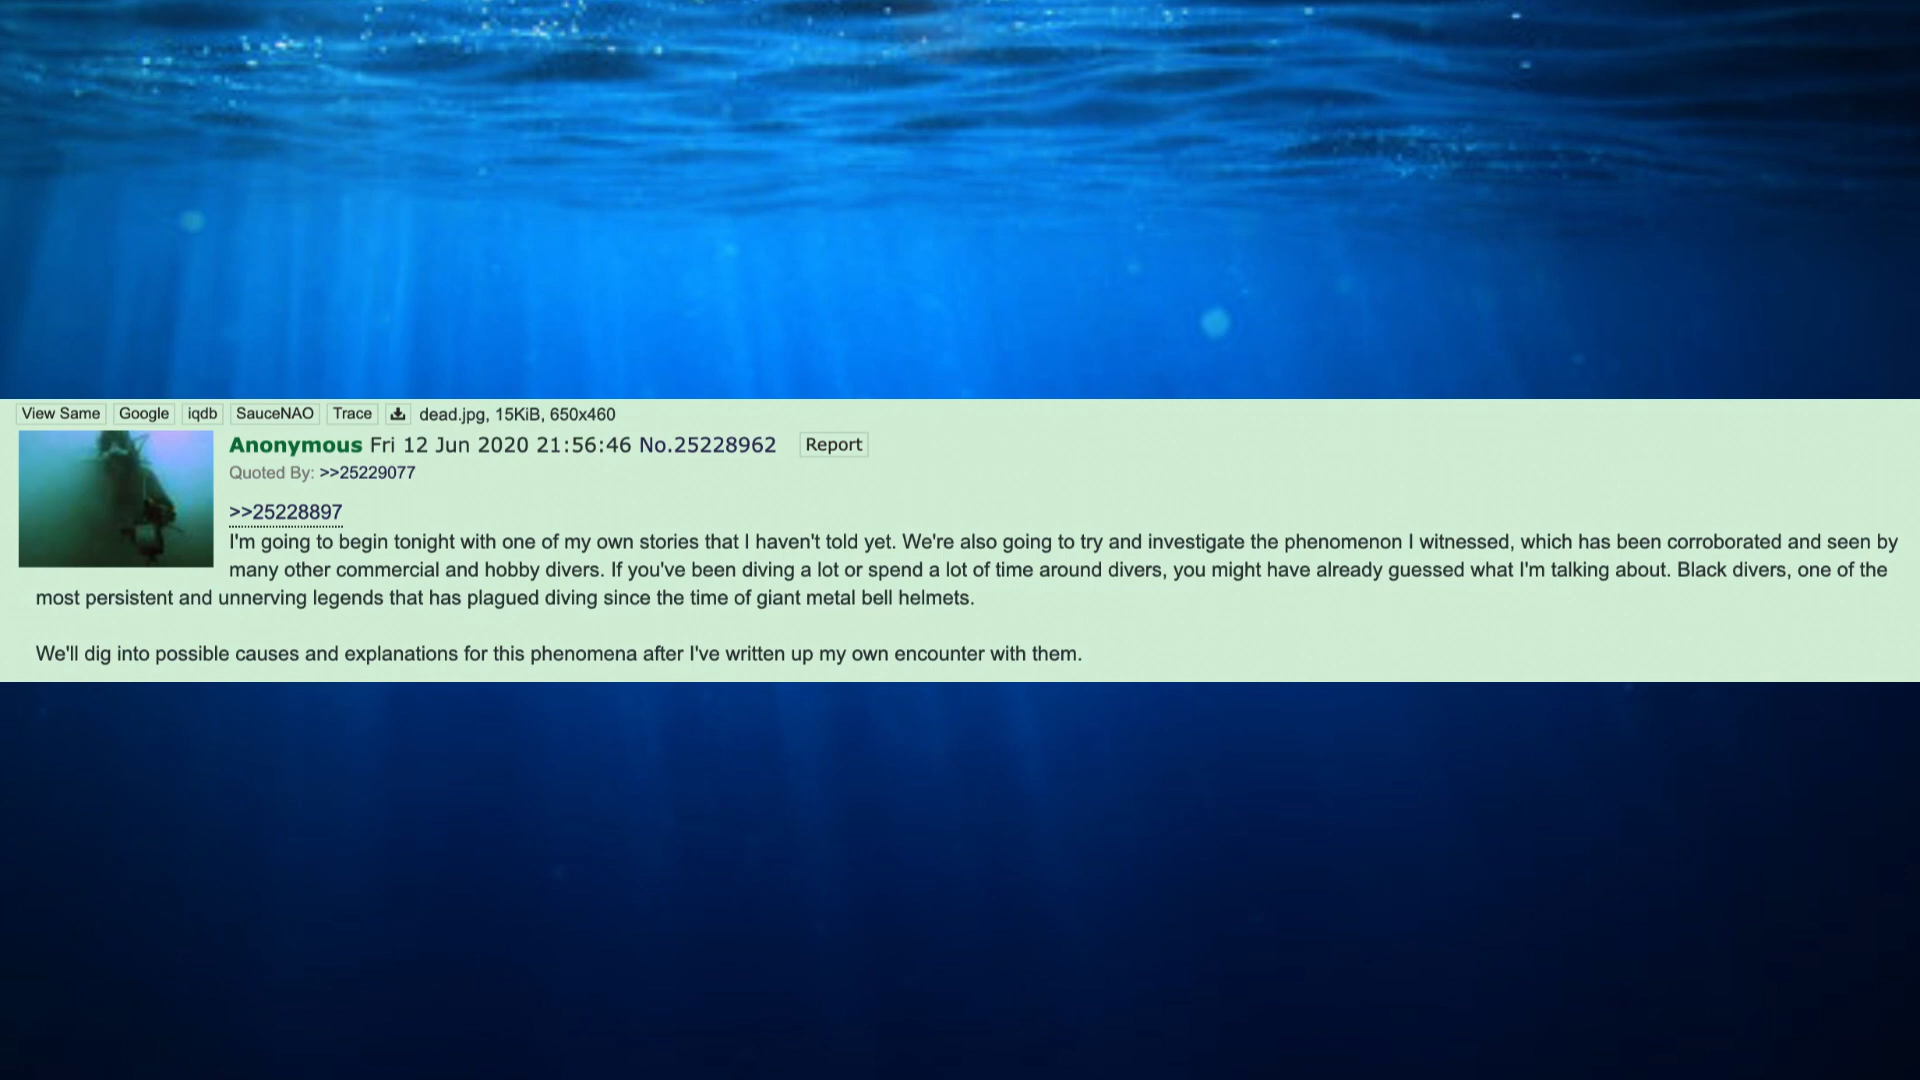 View Same Google iqdb SauceNAO Trace dead.jpg, 15KiB, 650x460
Anonymous Fri 12 Jun 2020 21:56:46 No.25228962 Report
Quoted By: >>25229077
>>25228897
I'm going to begin tonight with one of my own stories that I haven't told yet. We're also going to try and investigate the phenomenon I witnessed, which has been corroborated and seen by
many other commercial and hobby divers. If you've been diving a lot or spend a lot of time around divers, you might have already guessed what I'm talking about. Black divers, one of the
most persistent and unnerving legends that has plagued diving since the time of giant metal bell helmets.
We'll dig into possible causes and explanations for this phenomena after I've written up my own encounter with them.